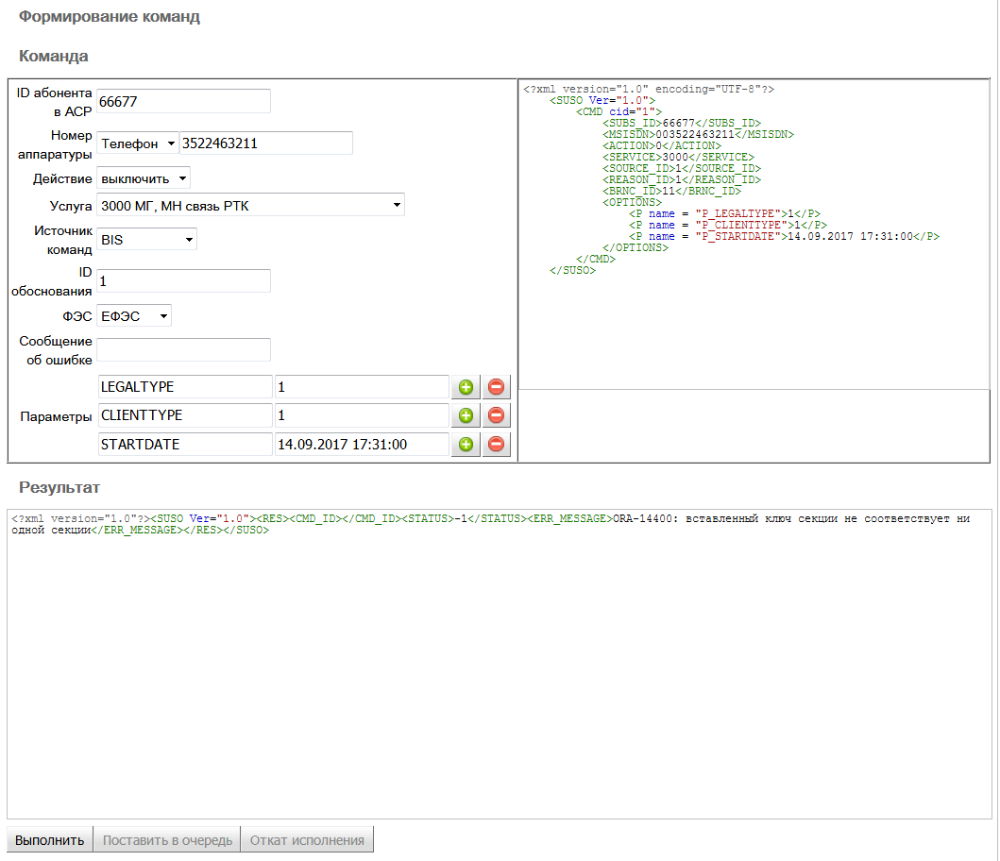 Формирование команд
Команда
ID абонента
в АСР
66677
Номер
аппаратуры
Телефон
3522463211
Действие
выключить
Услуга
3000 МГ, МН связь РТК
Источник
команд
BIS
ID
обоснования
1
ФЭС
ЕФЭС
Сообщение
об ошибке
Параметры
LEGALTYPE
1
CLIENTTYPE
1
STARTDATE
14.09.2017 17:31:00
<?xml version="1.0" encoding="UTF-8"?>
<SUSO Ver="1.0">
<CMD cid="1">
<SUBS_ID>66677</SUBS_ID>
<MSISDN>003522463211</MSISDN>
<ACTION>0</ACTION>
<SERVICE>3000</SERVICE>
<SOURCE_ID>1</SOURCE_ID>
<REASON_ID>1</REASON_ID>
<BRNC_ID>11</BRNC_ID>
<OPTIONS>
<P name = "P_LEGALTYPE">1</P>
<P name = "P_CLIENTTYPE">1</P>
<P name = "P_STARTDATE">14.09.2017 17:31:00</P>
</OPTIONS>
</CMD>
</SUSO>
Результат
<?xml version="1.0"?><SUSO Ver="1.0"><RES><CMD_ID></CMD_ID><STATUS>-1</STATUS><ERR_MESSAGE>ORA-14400: вставленный ключ секции не соответствует ни
одной секции</ERR_MESSAGE></RES></SUSO>
Выполнить
Поставить в очередь
Откат исполнения